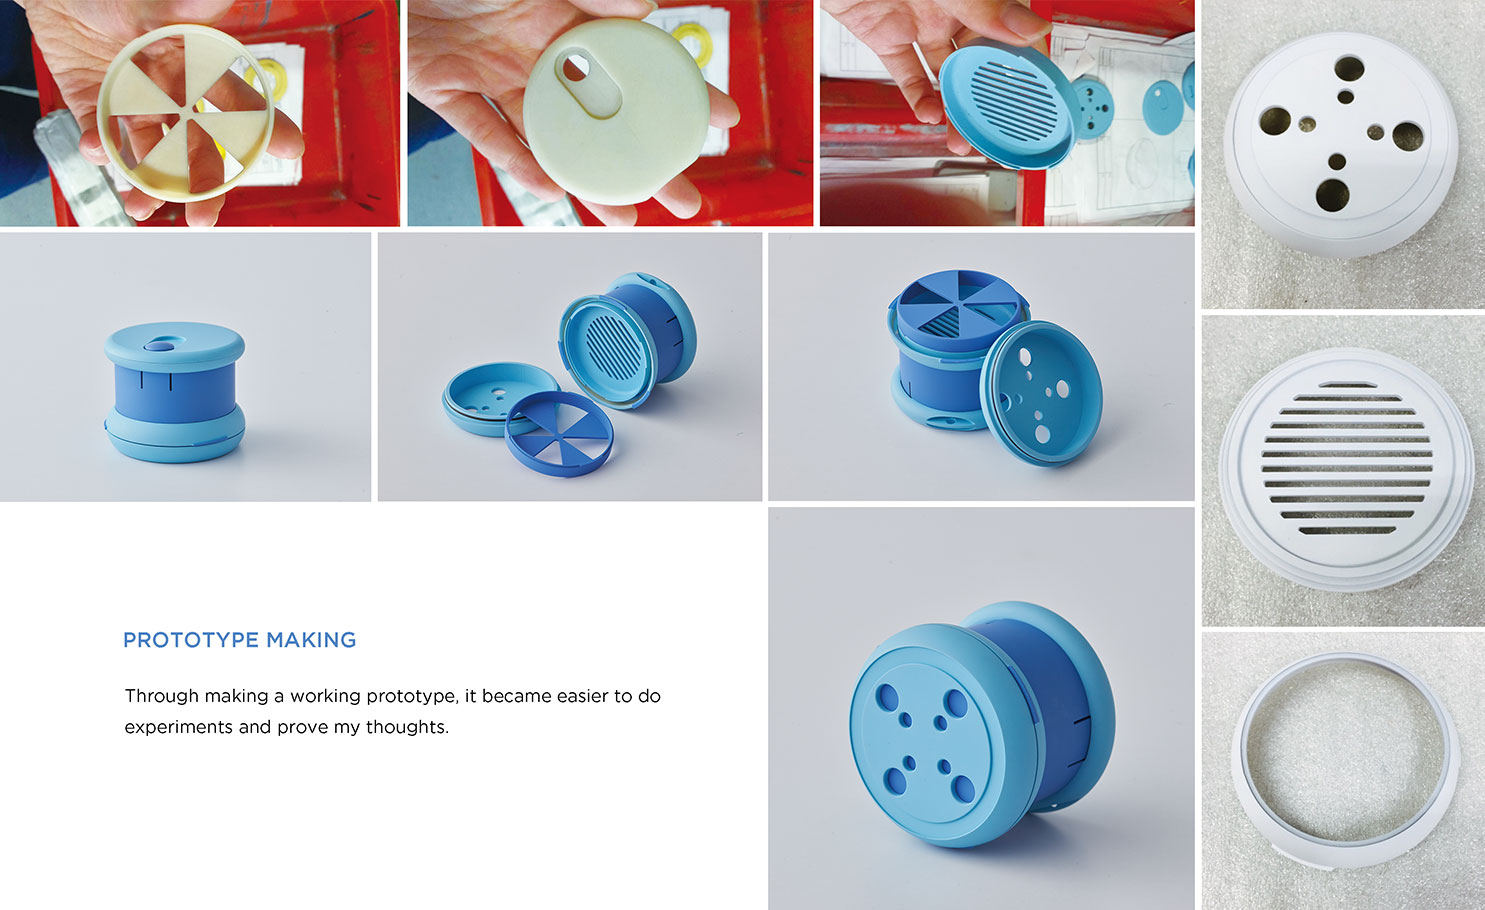 PROTOTYPE MAKING
Through making a working prototype, it became easier to do
experiments and prove my thoughts.